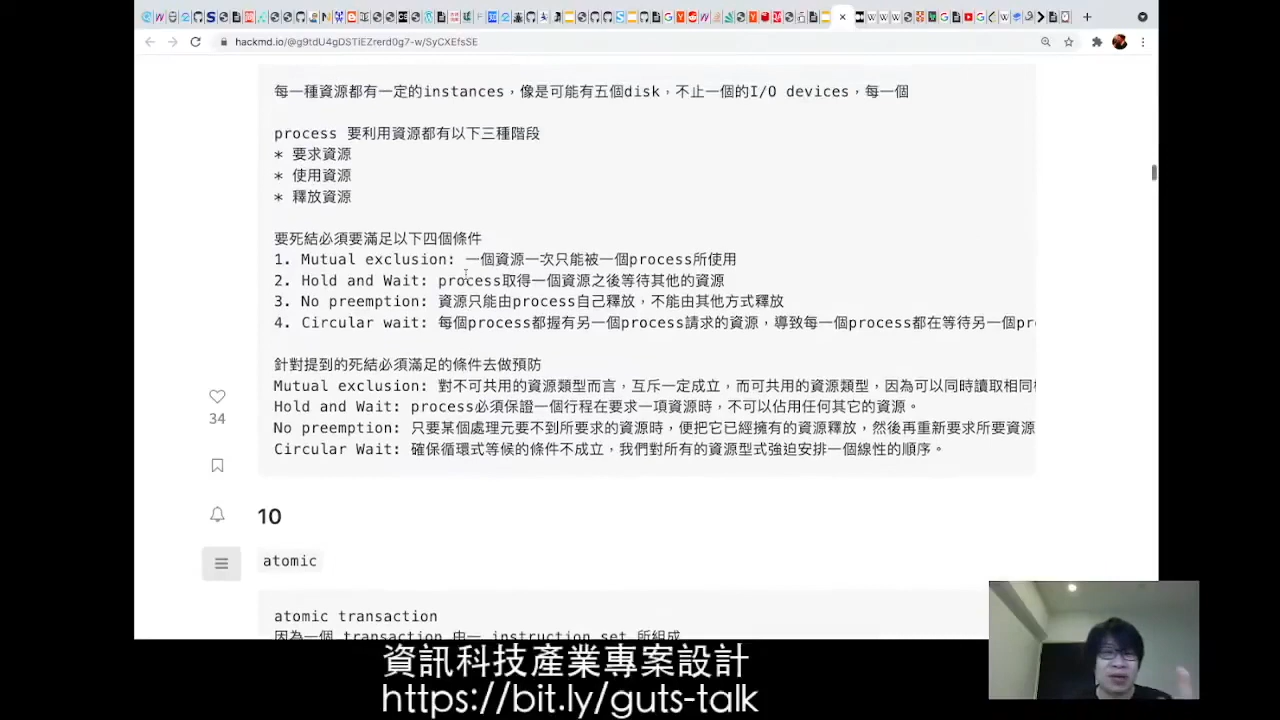 hackmd.io/@g9tdU4gDSTiEZrerd0g7-w/SyCXEfsSE
每一種資源都有一定的instances，像是可能有五個disk，不止一個的I/O devices，每一個
process 要利用資源都有以下三種階段
* 要求資源
* 使用資源
* 釋放資源
要死結必須要滿足以下四個條件
1. Mutual exclusion: 一個資源一次只能被一個process所使用
2. Hold and Wait: process取得一個資源之後等待其他的資源
3. No preemption: 資源只能由process自己釋放，不能由其他方式釋放
4. Circular wait: 每個process都握有另一個process請求的資源，導致每一個process都在等待另一個pr
針對提到的死結必須滿足的條件去做預防
Mutual exclusion: 對不可共用的資源類型而言，互斥一定成立，而可共用的資源類型，因為可以同時讀取相同
Hold and Wait: process必須保證一個行程在要求一項資源時，不可以佔用任何其它的資源。
No preemption: 只要某個處理元要不到所要求的資源時，便把它已經擁有的資源釋放，然後再重新要求所要資源
Circular Wait: 確保循環式等候的條件不成立，我們對所有的資源型式強迫安排一個線性的順序。
34
10
atomic
atomic transaction
因為一個 transaction 由一 instruction set 所組成
資訊科技產業專案設計
https://bit.ly/guts-talk